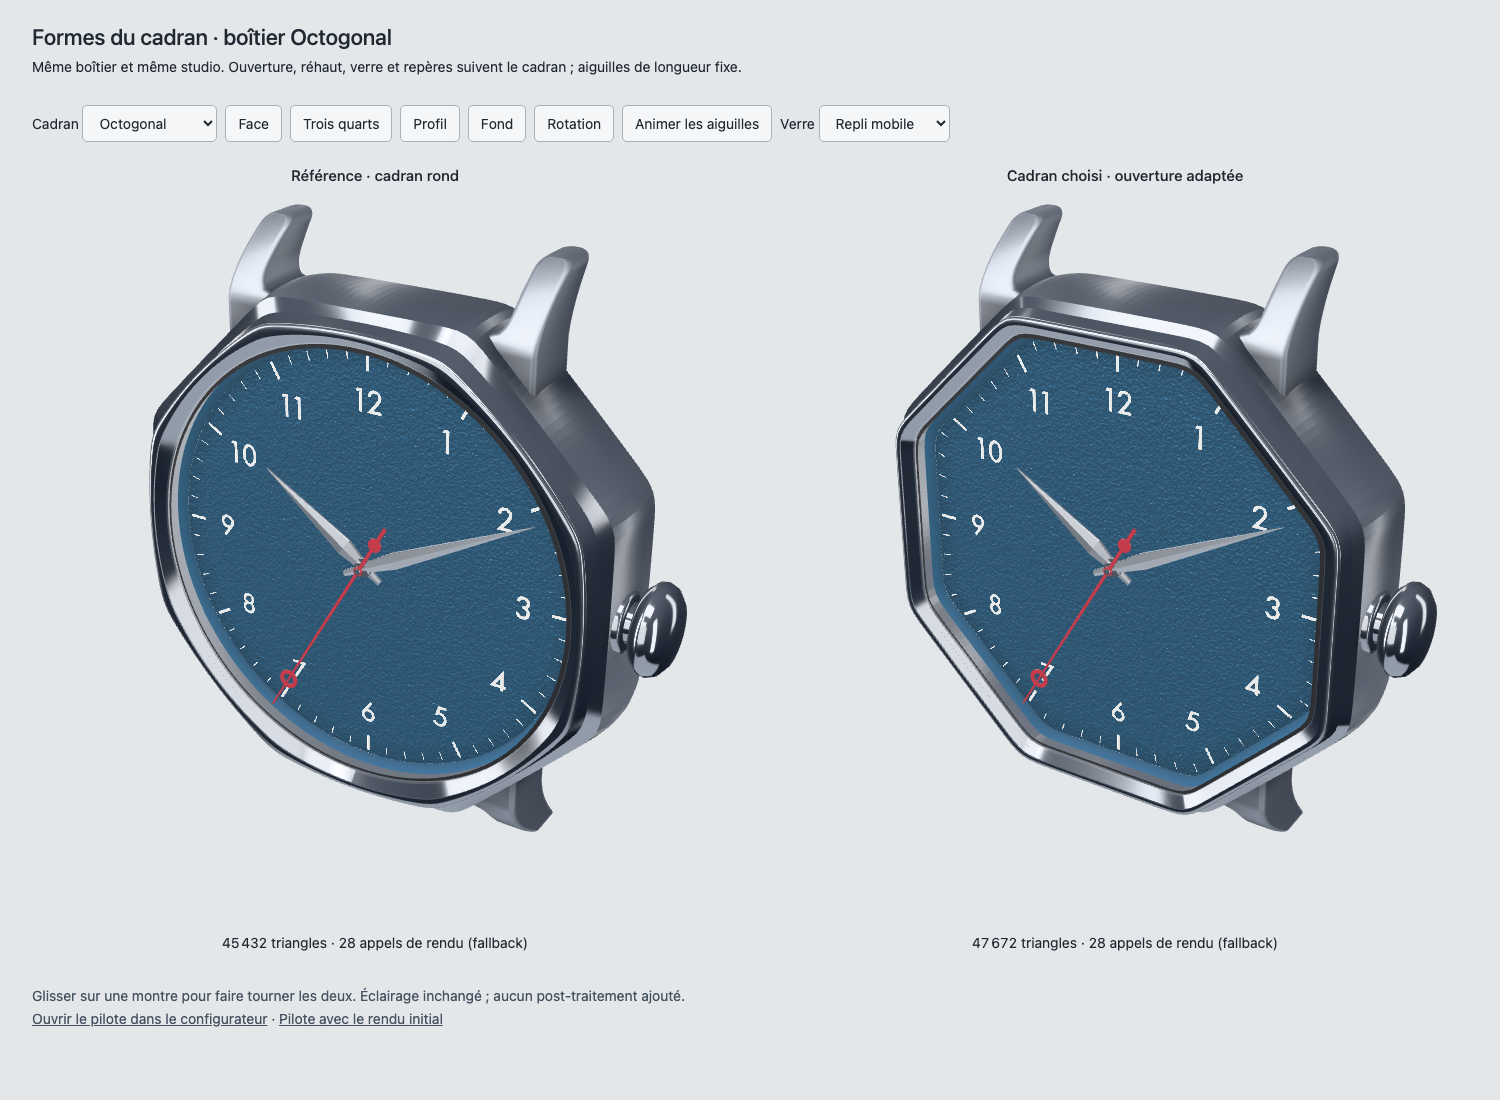 Formes du cadran · boîtier Octogonal
Même boîtier et même studio. Ouverture, réhaut, verre et repères suivent le cadran ; aiguilles de longueur fixe.
Cadran Octogonal Face Trois quarts Profil Fond Rotation Animer les aiguilles Verre Repli mobile
Référence · cadran rond
12
11
1
10
2
9
3
8
4
7
6
5
45 432 triangles · 28 appels de rendu (fallback)
Cadran choisi · ouverture adaptée
12
11
1
10
2
9
3
8
4
7
6
5
47 672 triangles · 28 appels de rendu (fallback)
Glisser sur une montre pour faire tourner les deux. Éclairage inchangé ; aucun post-traitement ajouté.
Ouvrir le pilote dans le configurateur · Pilote avec le rendu initial